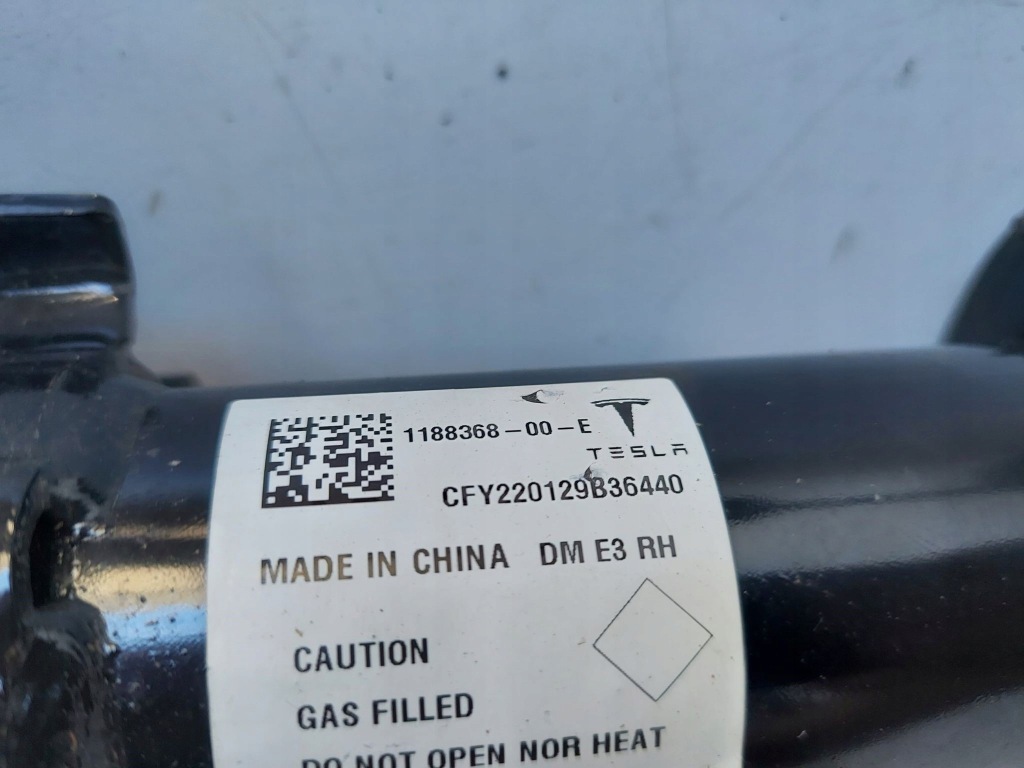 1188368-00-E
TESLA
CFY220129B36440
MADE IN CHINA DM E3 RH
CAUTION
GAS FILLED
DO NOT OPEN NOR HEAT